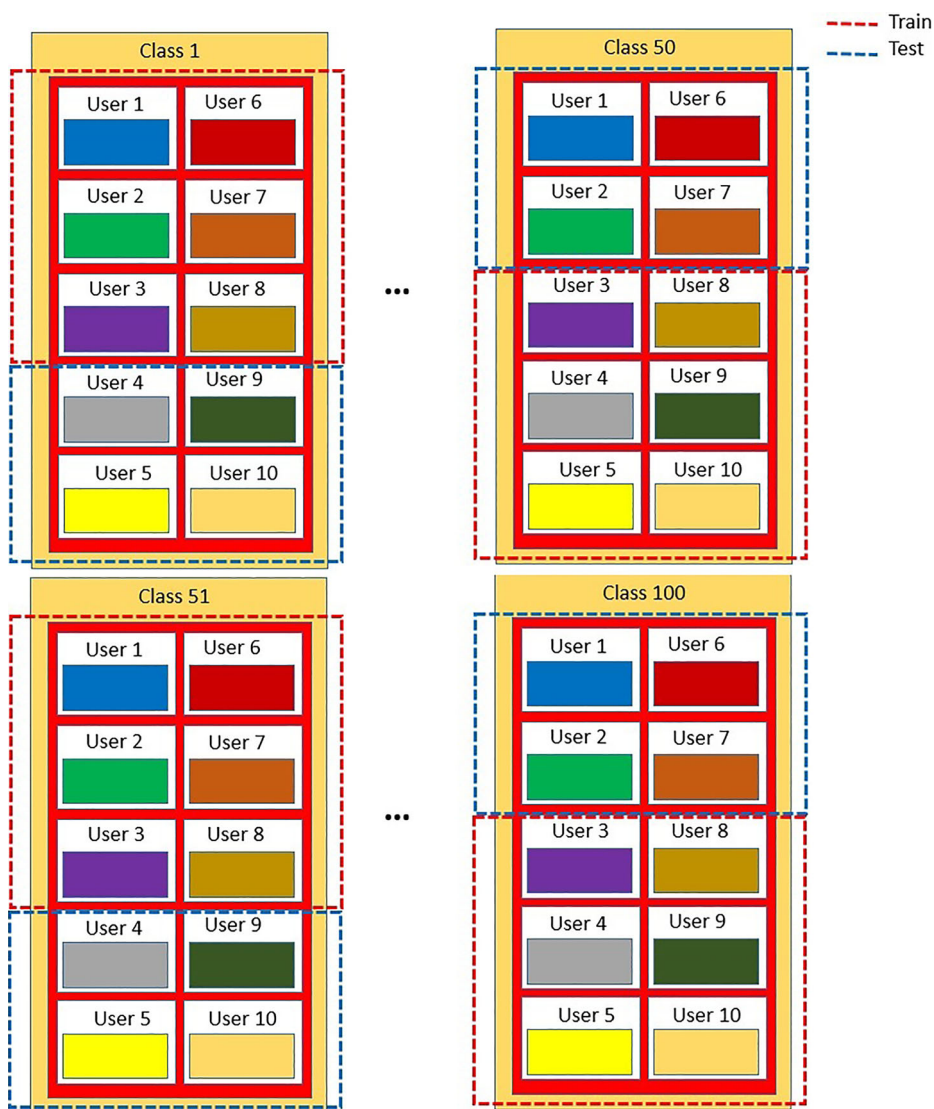 Train
Test
Class 1
User 1 User 6
User 2 User 7
User 3 User 8
User 4 User 9
User 5 User 10
...
Class 50
User 1 User 6
User 2 User 7
User 3 User 8
User 4 User 9
User 5 User 10
Class 51
User 1 User 6
User 2 User 7
User 3 User 8
User 4 User 9
User 5 User 10
...
Class 100
User 1 User 6
User 2 User 7
User 3 User 8
User 4 User 9
User 5 User 10